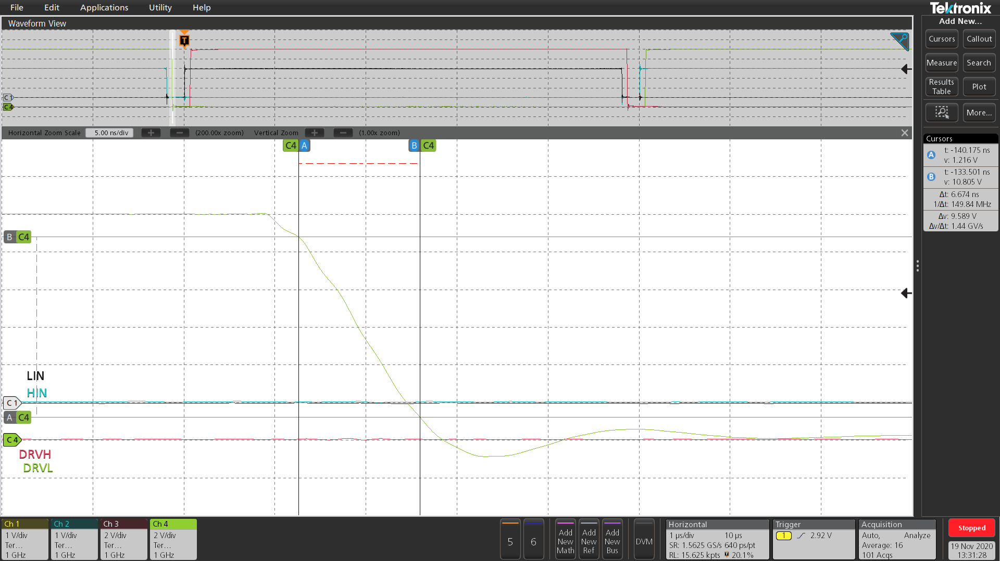 File Edit Applications Utility Help
Tektronix
Waveform View
Add New...
T
Cursors Callout
Measure Search
Results Table Plot
More...
C1
C4
Horizontal Zoom Scale 5.00 ns/div + − (200.00x zoom) Vertical Zoom + − (1.00x zoom)
C4 A B C4
Cursors
A t: -140.175 ns
v: 1.216 V
B t: -133.501 ns
v: 10.805 V
Δt: 6.674 ns
1/Δt: 149.84 MHz
Δv: 9.589 V
Δv/Δt: 1.44 GV/s
B C4
LIN
HIN
C1
A C4
C4
DRVH
DRVL
Ch 1
1 V/div
Ter...
1 GHz
Ch 2
1 V/div
Ter...
1 GHz
Ch 3
2 V/div
Ter...
1 GHz
Ch 4
2 V/div
Ter...
1 GHz
5
6
Add
New
Math
Add
New
Ref
Add
New
Bus
DVM
Horizontal
1 µs/div 10 µs
SR: 1.5625 GS/s 640 ps/pt
RL: 15.625 kpts T 20.1%
Trigger
1 2.92 V
Acquisition
Auto, Analyze
Average: 16
101 Acqs
Stopped
19 Nov 2020
13:31:28